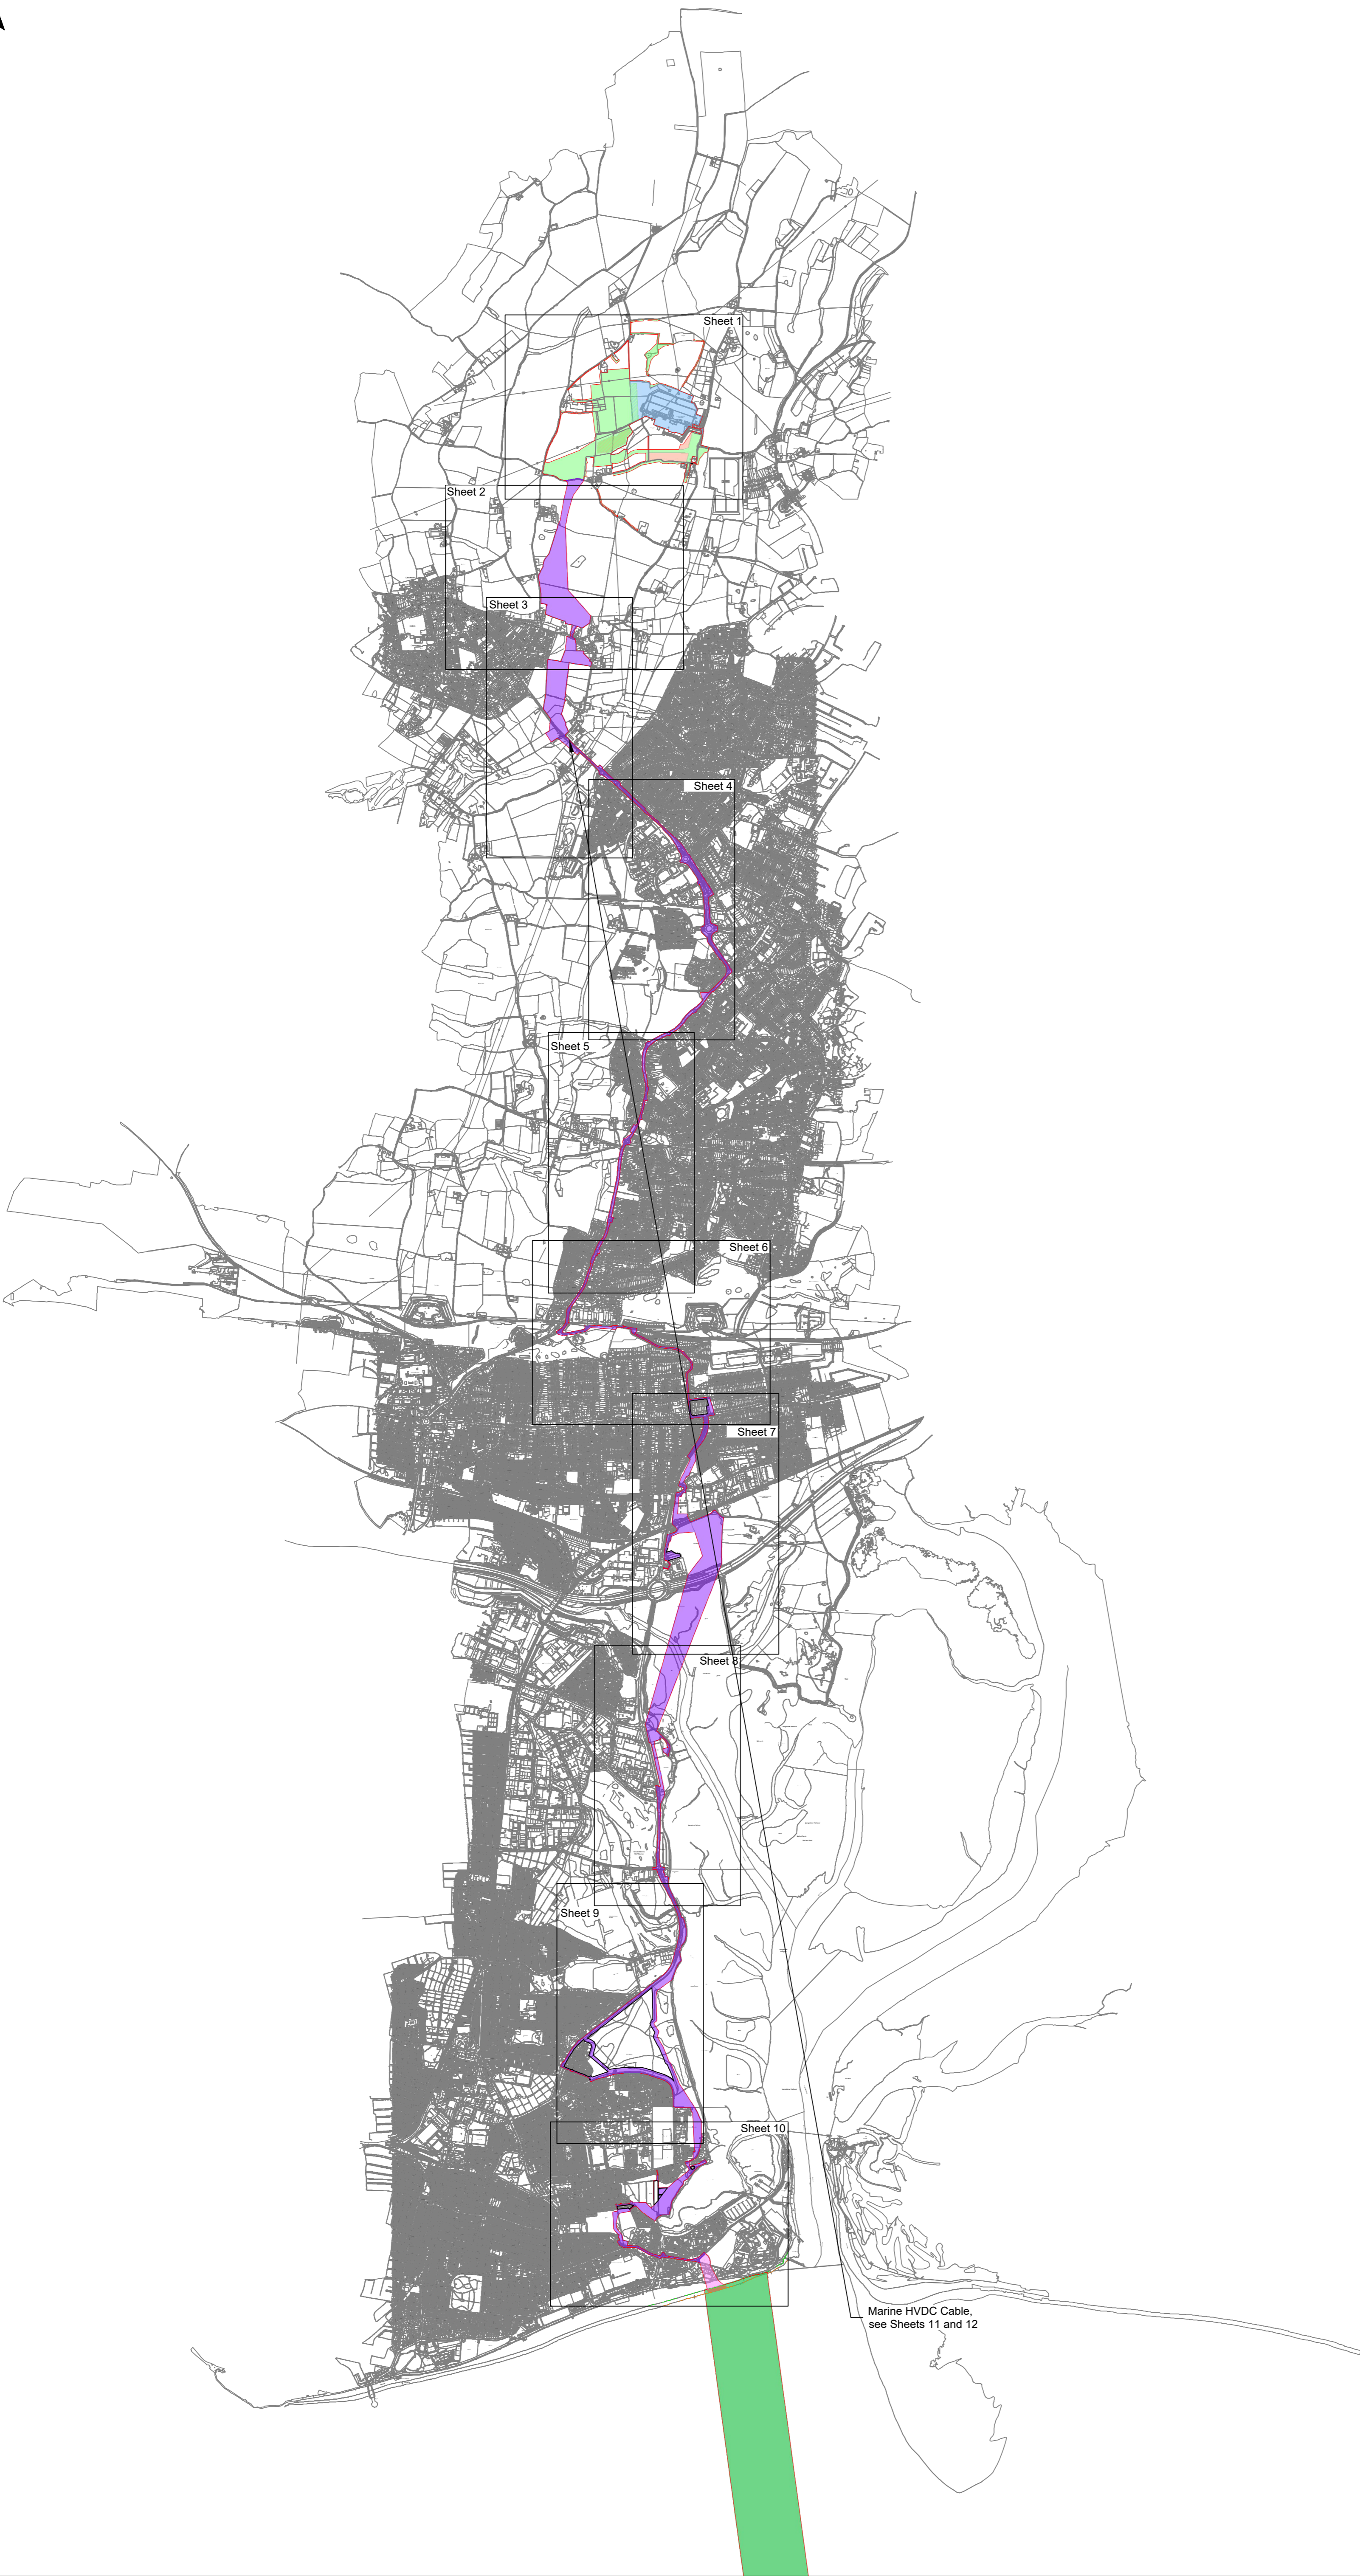 Sheet 1
Sheet 2
Sheet 3
Sheet 4
Sheet 5
Sheet 6
Sheet 7
Sheet 8
Sheet 9
Sheet 10
Marine HVDC Cable,
see Sheets 11 and 12